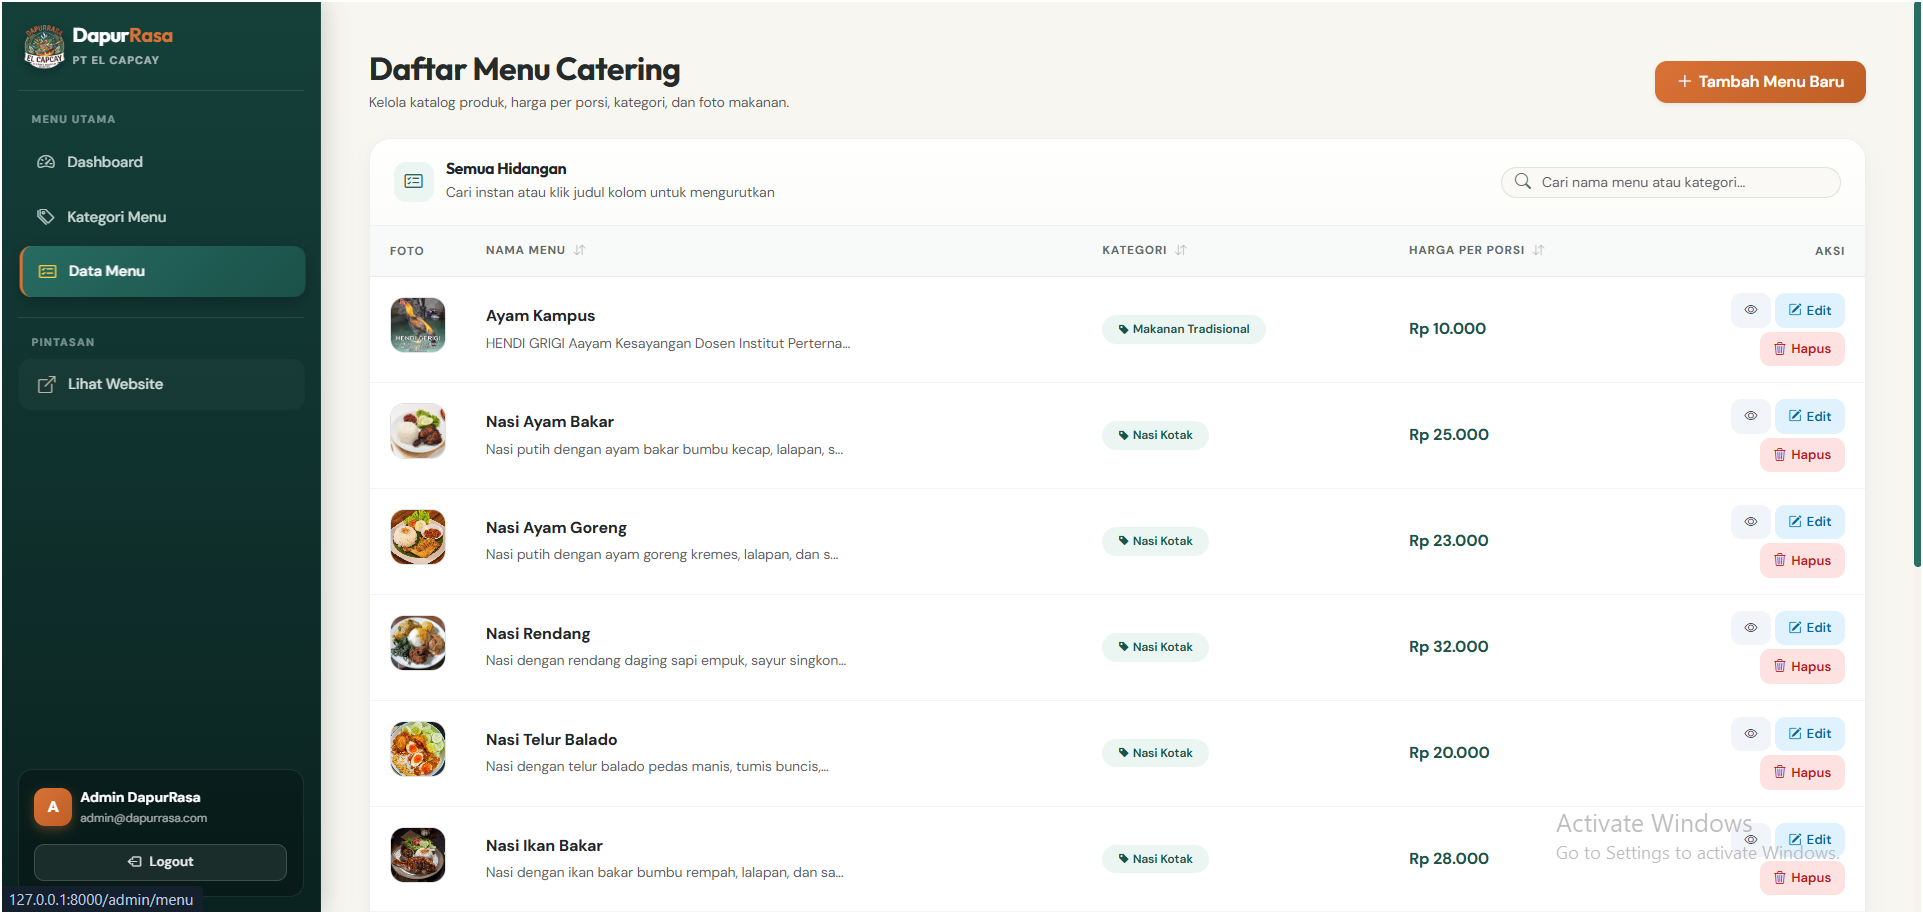 DapurRasa
PT EL CAPCAY
MENU UTAMA
Dashboard
Kategori Menu
Data Menu
PINTASAN
Lihat Website
Admin DapurRasa
A
admin@dapurrasa.com
Logout
127.0.0.1:8000/admin/menu
Daftar Menu Catering
Kelola katalog produk, harga per porsi, kategori, dan foto makanan.
+ Tambah Menu Baru
Semua Hidangan
Cari instan atau klik judul kolom untuk mengurutkan
Cari nama menu atau kategori...
FOTO NAMA MENU KATEGORI HARGA PER PORSI AKSI
HENDI GERIGI
Ayam Kampus
HENDI GRIGI Aayam Kesayangan Dosen Institut Perterna...
Makanan Tradisional
Rp 10.000
Edit
Hapus
Nasi Ayam Bakar
Nasi putih dengan ayam bakar bumbu kecap, lalapan, s...
Nasi Kotak
Rp 25.000
Edit
Hapus
Nasi Ayam Goreng
Nasi putih dengan ayam goreng kremes, lalapan, dan s...
Nasi Kotak
Rp 23.000
Edit
Hapus
Nasi Rendang
Nasi dengan rendang daging sapi empuk, sayur singkon...
Nasi Kotak
Rp 32.000
Edit
Hapus
Nasi Telur Balado
Nasi dengan telur balado pedas manis, tumis buncis,...
Nasi Kotak
Rp 20.000
Edit
Hapus
Nasi Ikan Bakar
Nasi dengan ikan bakar bumbu rempah, lalapan, dan sa...
Nasi Kotak
Rp 28.000
Edit
Hapus
Activate Windows
Go to Settings to activate Windows.